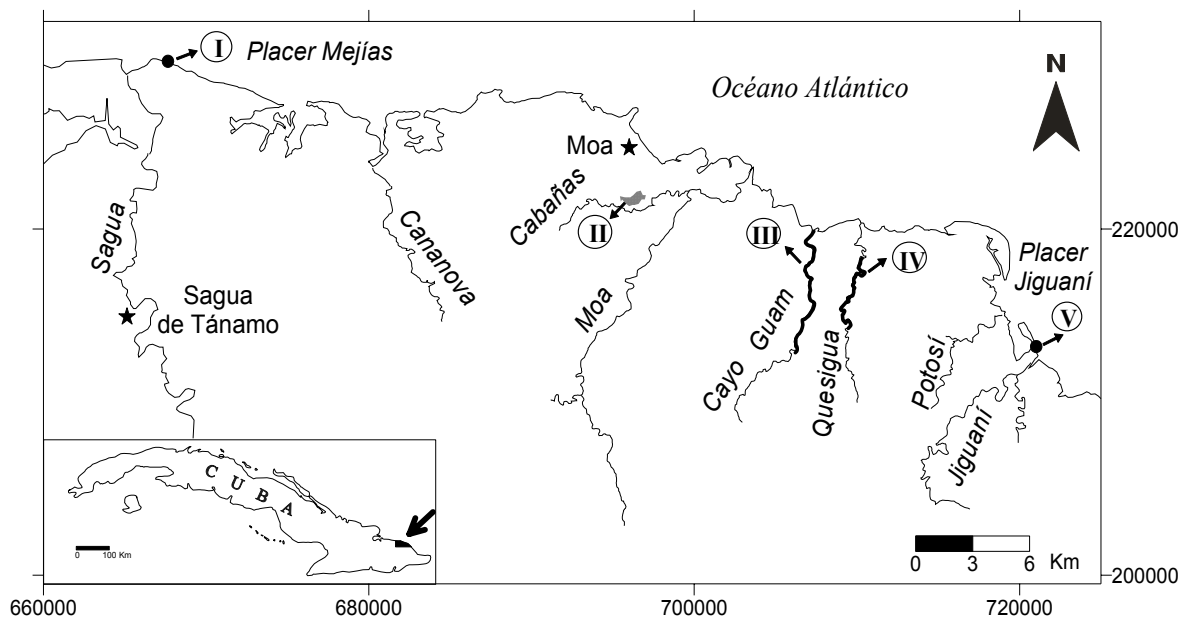 I
Placer Mejías
Océano Atlántico
N
Moa
Cabañas
II
Sagua
Sagua
de Tánamo
Cananova
Moa
III
Cayo Guam
IV
Quesigua
Placer
Jiguaní
V
Potosí
Jiguaní
220000
200000
CUBA
0 100 Km
0 3 6 Km
660000 680000 700000 720000